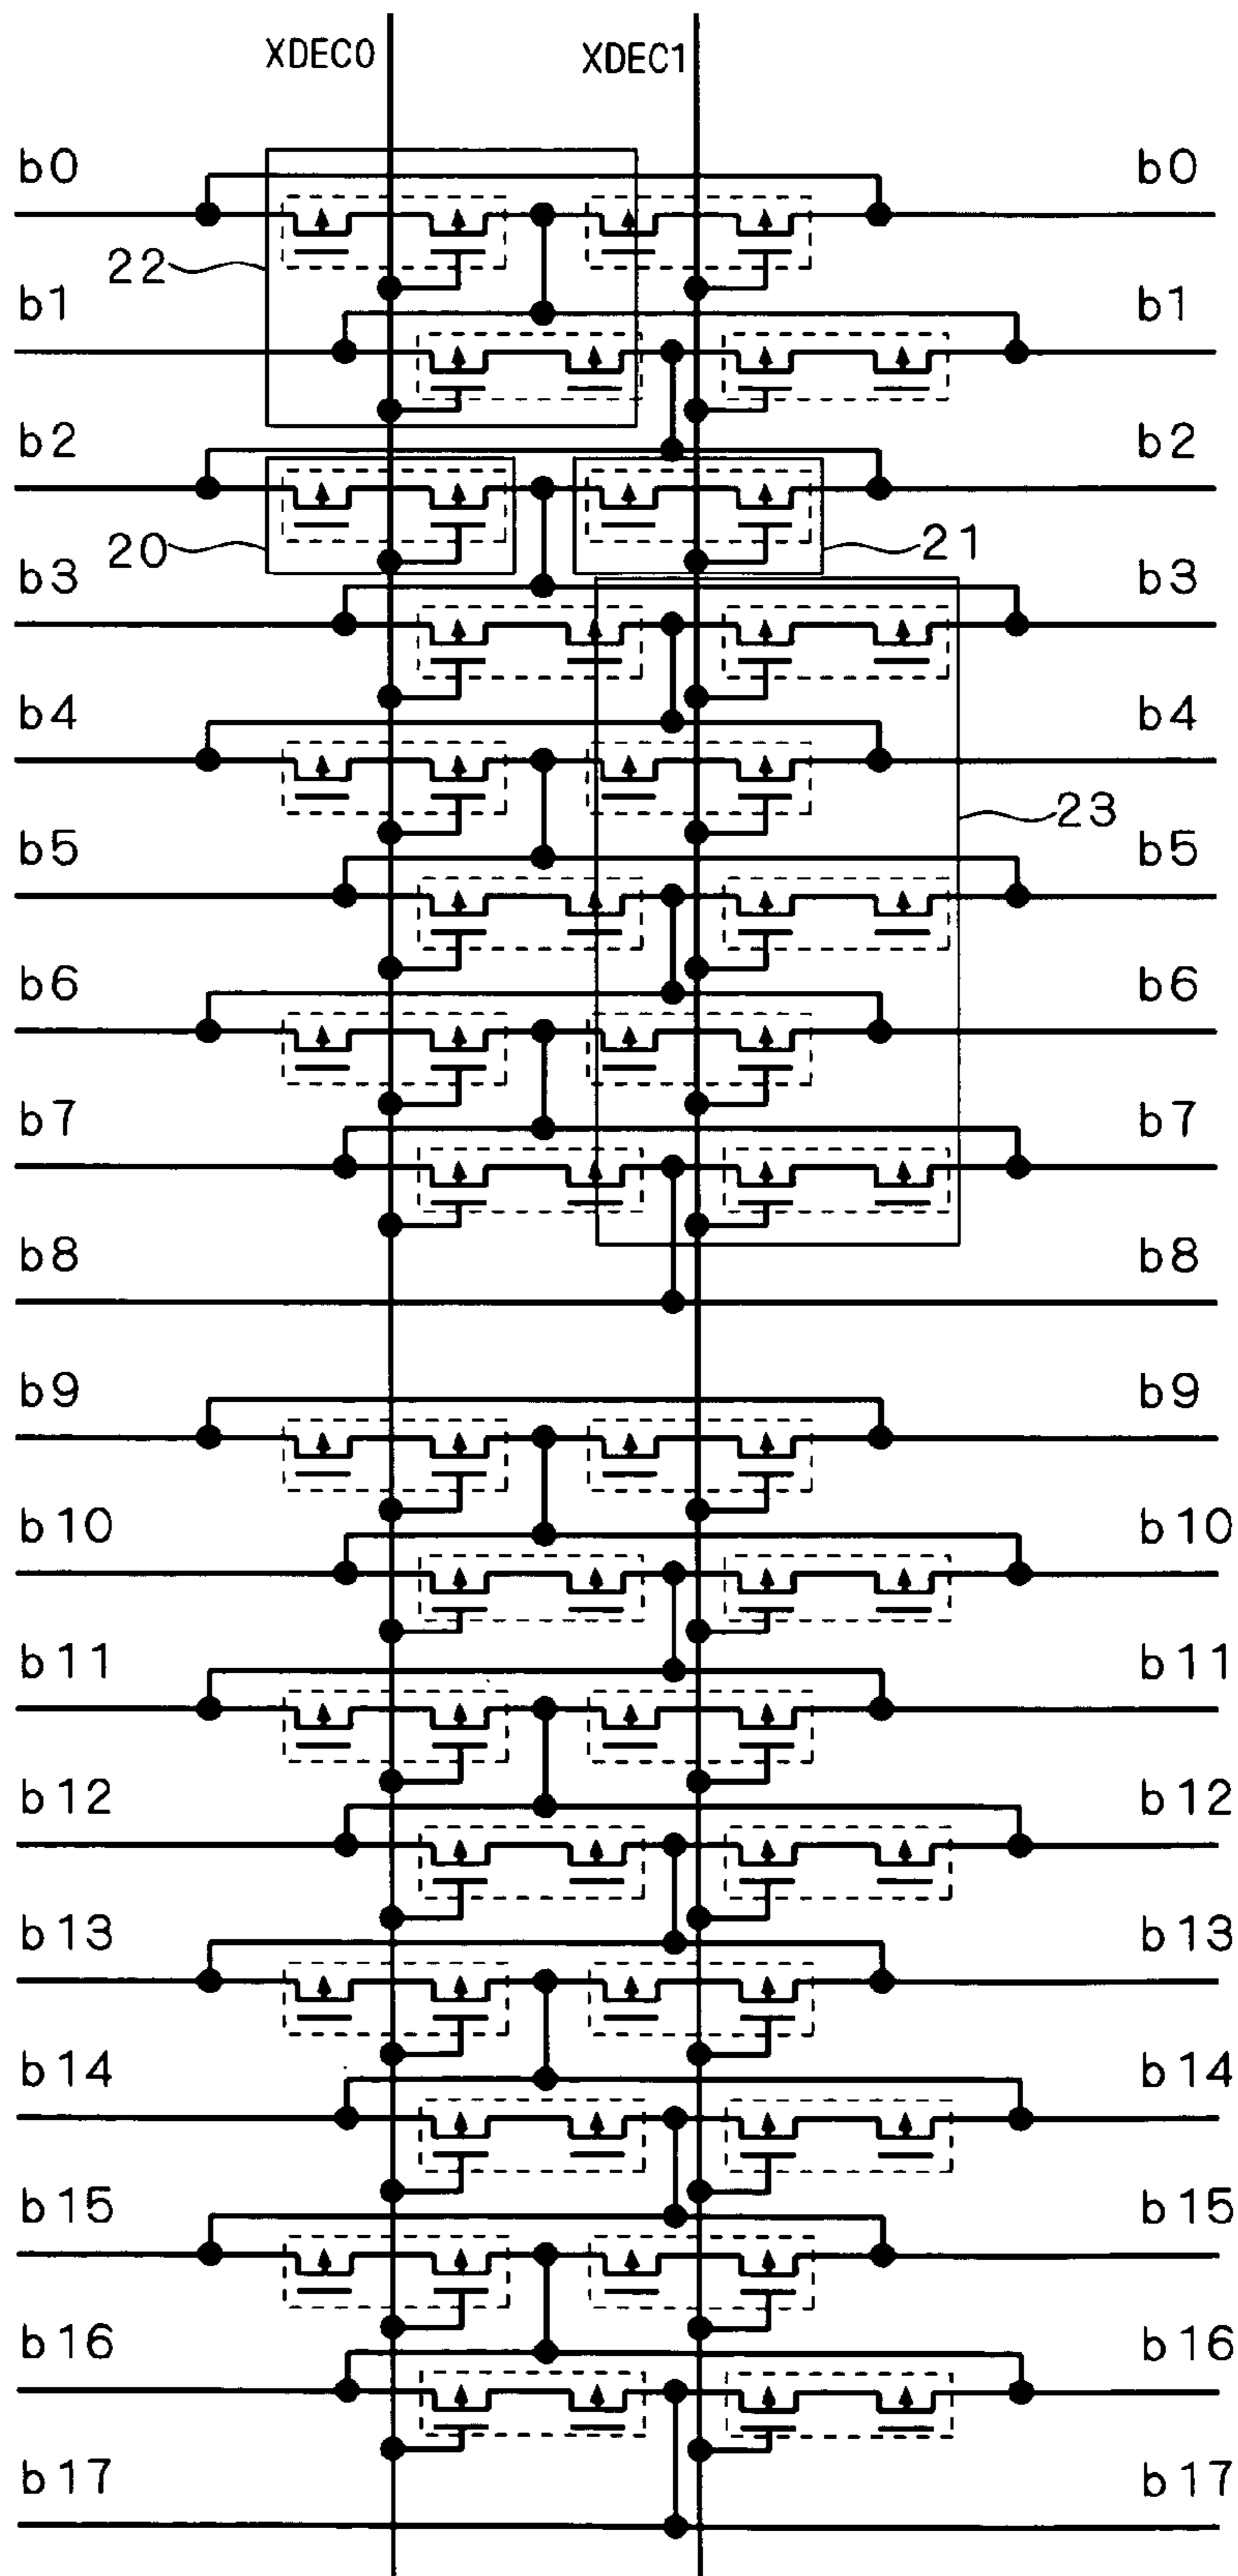 XDEC0 XDEC1
b0 b0
22
b1 b1
b2 b2
20 21
b3 b3
b4 b4
23
b5 b5
b6 b6
b7 b7
b8 b8
b9 b9
b10 b10
b11 b11
b12 b12
b13 b13
b14 b14
b15 b15
b16 b16
b17 b17